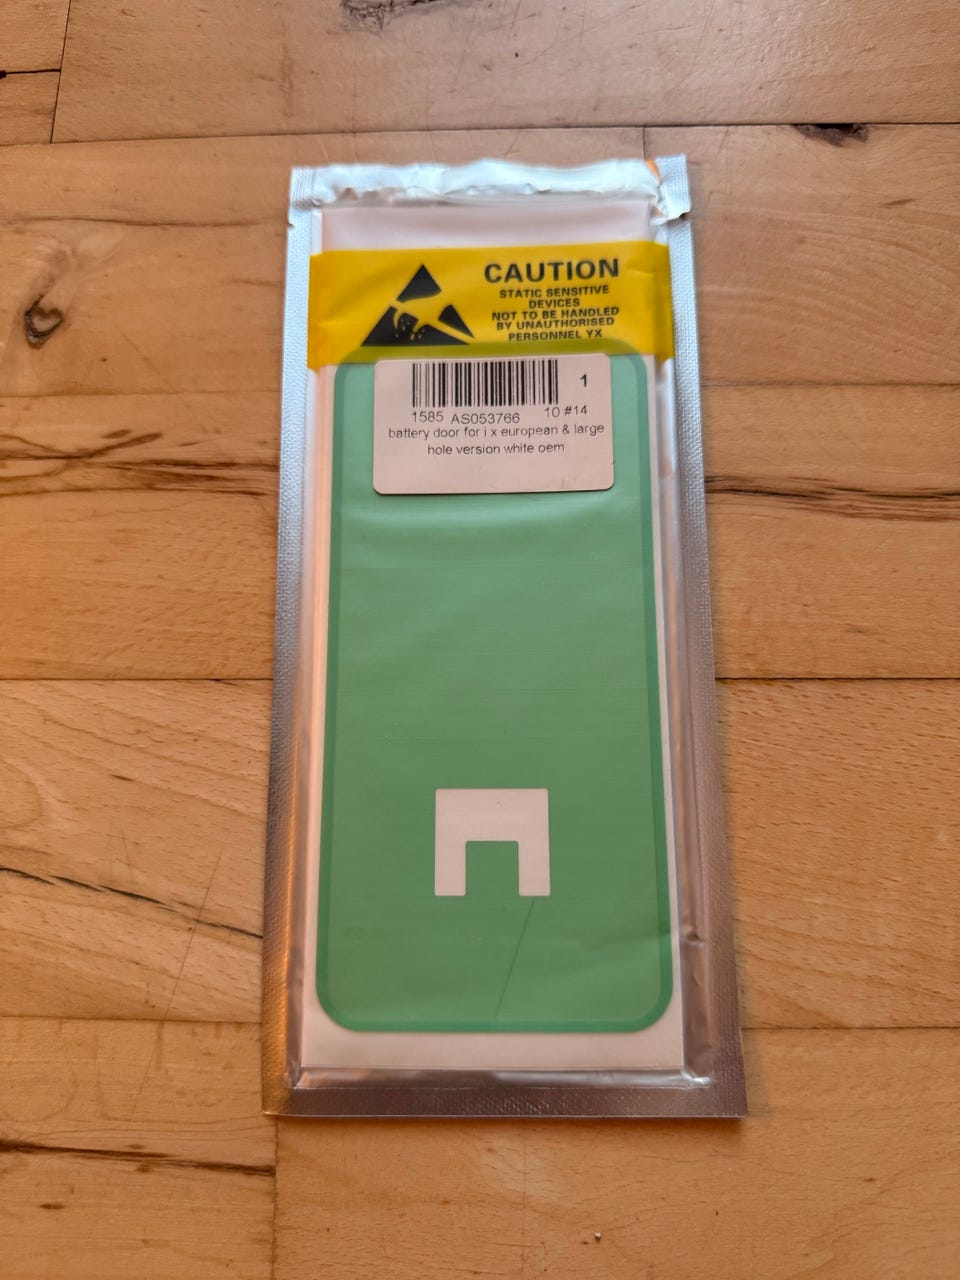 CAUTION
STATIC SENSITIVE
DEVICES
NOT TO BE HANDLED
BY UNAUTHORISED
PERSONNEL YX
1
1585 AS053766 10 #14
battery door for i x european & large
hole version white oem